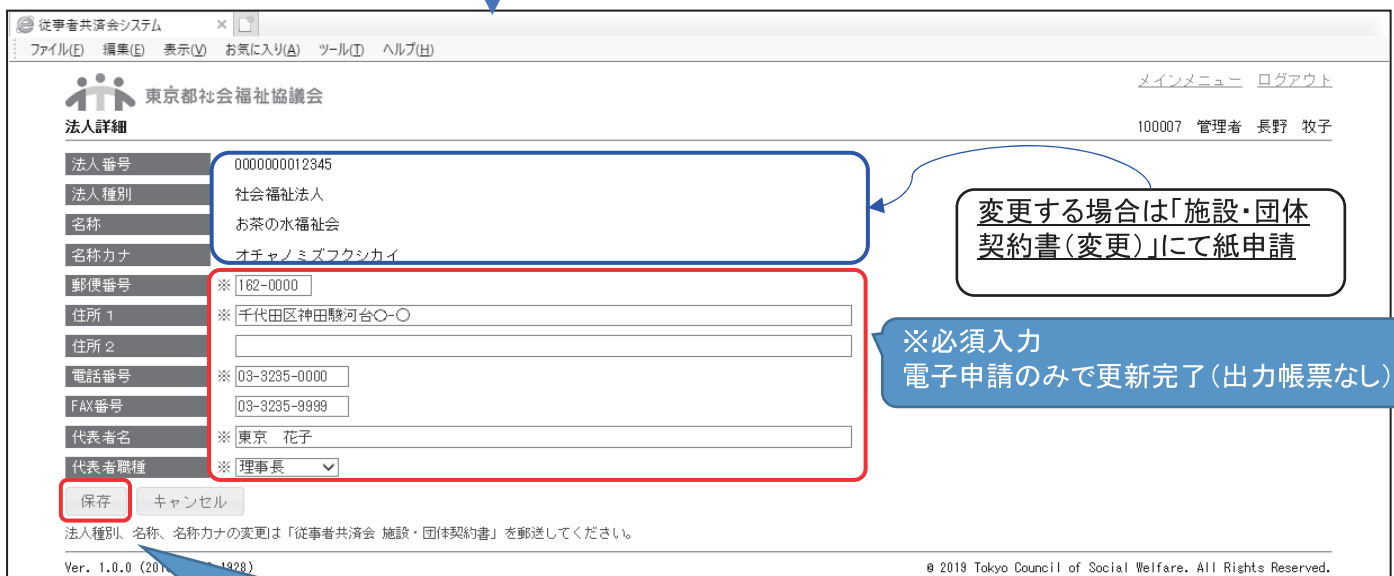 従事者共済会システム
ファイル(F) 編集(E) 表示(V) お気に入り(A) ツール(T) ヘルプ(H)
東京都社会福祉協議会
メインメニュー ログアウト
法人詳細
100007 管理者 長野 牧子
法人番号 0000000012345
法人種別 社会福祉法人
名称 お茶の水福祉会
名称カナ オチャノミズフクシカイ
変更する場合は「施設・団体
契約書(変更)」にて紙申請
郵便番号 ※ 162-0000
住所1 ※ 千代田区神田駿河台〇-〇
住所2
電話番号 ※ 03-3235-0000
FAX番号 03-3235-9999
代表者名 ※ 東京 花子
代表者職種 ※ 理事長
※必須入力
電子申請のみで更新完了(出力帳票なし)
保存 キャンセル
法人種別、名称、名称カナの変更は「従事者共済会 施設・団体契約書」を郵送してください。
Ver. 1.0.0 (201 1928)
© 2019 Tokyo Council of Social Welfare. All Rights Reserved.